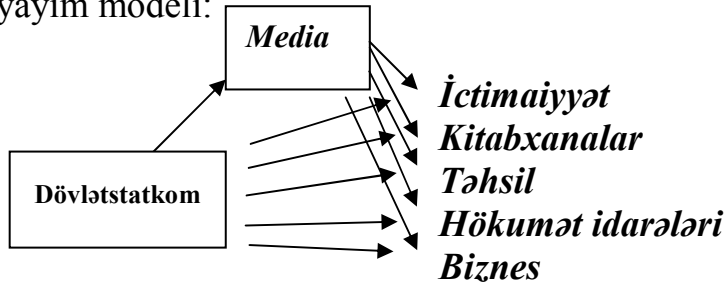 yayım modeli:
Media
İctimaiyyət
Kitabxanalar
Dövlətstatkom
Təhsil
Hökumət idarələri
Biznes